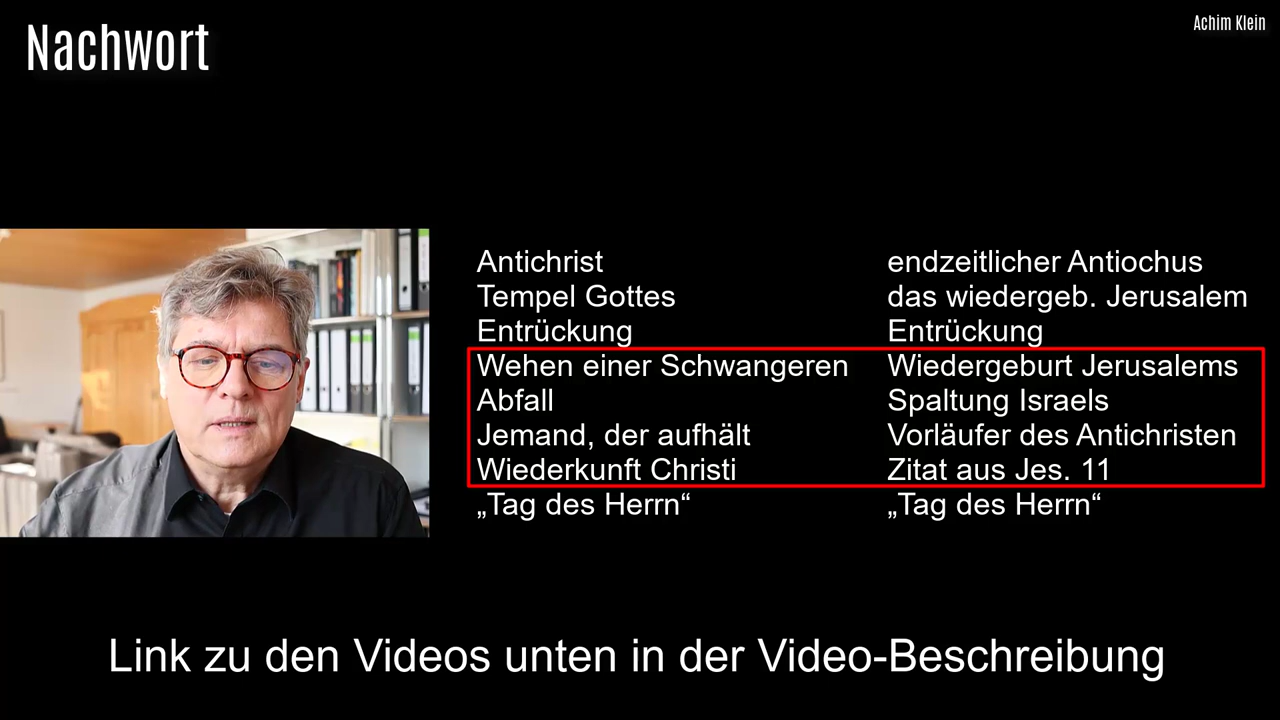 Nachwort
Achim Klein
Antichrist endzeitlicher Antiochus
Tempel Gottes das wiedergeb. Jerusalem
Entrückung Entrückung
Wehen einer Schwangeren Wiedergeburt Jerusalems
Abfall Spaltung Israels
Jemand, der aufhält Vorläufer des Antichristen
Wiederkunft Christi Zitat aus Jes. 11
„Tag des Herrn“ „Tag des Herrn“
Link zu den Videos unten in der Video-Beschreibung